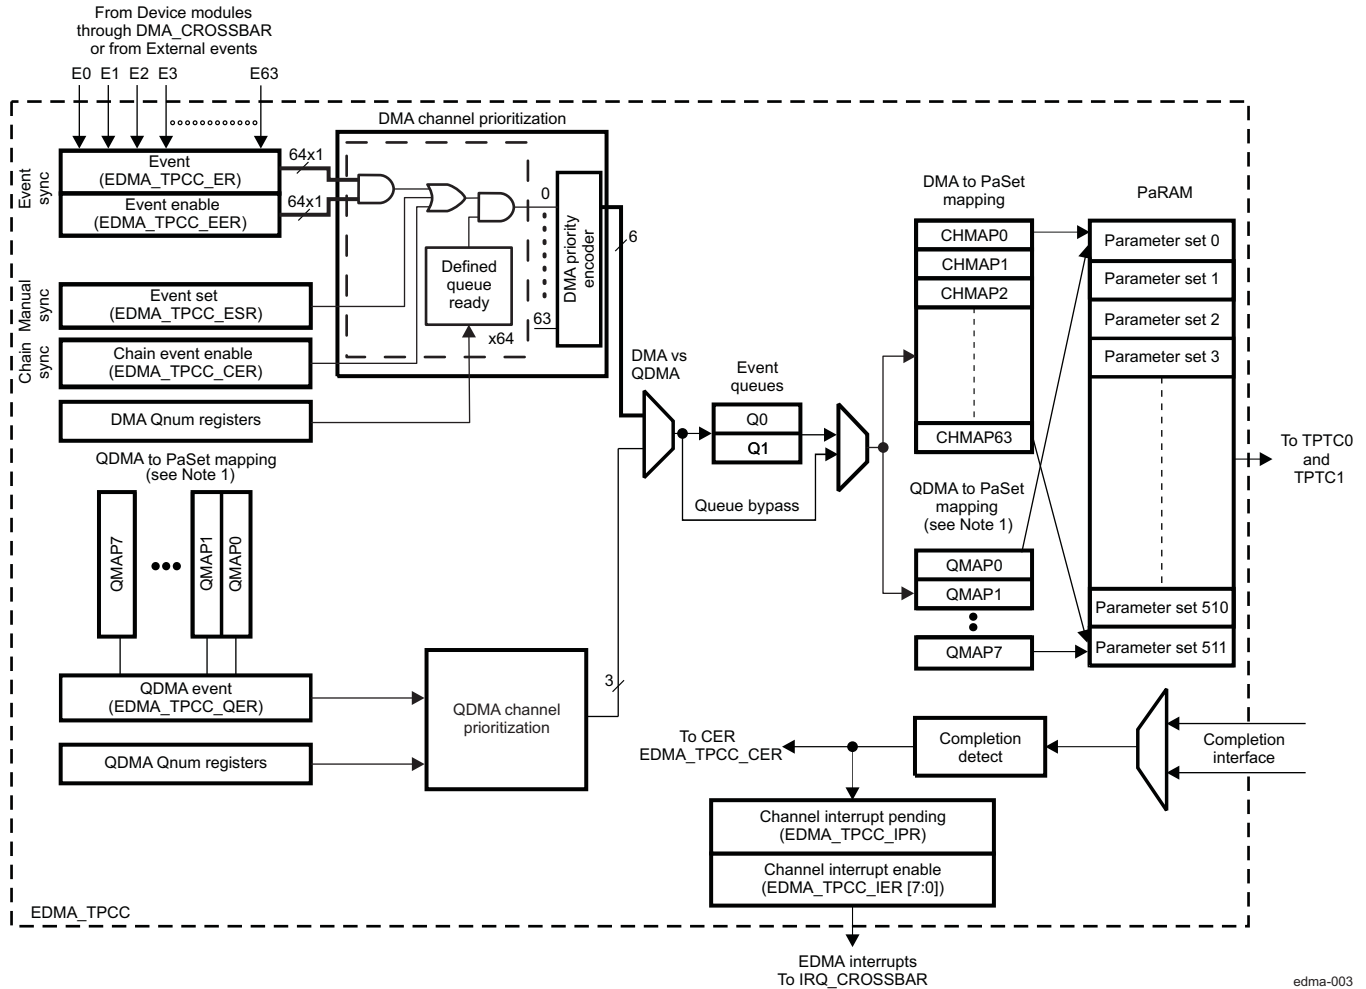 From Device modules
through DMA_CROSSBAR
or from External events
E0 E1 E2 E3 E63
DMA channel prioritization
Event
sync
Event
(EDMA_TPCC_ER)
Event enable
(EDMA_TPCC_EER)
64x1
64x1
Manual
sync
Event set
(EDMA_TPCC_ESR)
Chain
sync
Chain event enable
(EDMA_TPCC_CER)
DMA Qnum registers
Defined
queue
ready
x64
0
63
DMA priority
encoder
6
DMA vs
QDMA
Event
queues
Q0
Q1
Queue bypass
DMA to PaSet
mapping
CHMAP0
CHMAP1
CHMAP2
CHMAP63
PaRAM
Parameter set 0
Parameter set 1
Parameter set 2
Parameter set 3
Parameter set 510
Parameter set 511
To TPTC0
and
TPTC1
QDMA to PaSet mapping
(see Note 1)
QMAP7
QMAP1
QMAP0
QDMA event
(EDMA_TPCC_QER)
QDMA Qnum registers
QDMA channel
prioritization
3
QDMA to PaSet
mapping
(see Note 1)
QMAP0
QMAP1
QMAP7
To CER
EDMA_TPCC_CER
Completion
detect
Completion
interface
Channel interrupt pending
(EDMA_TPCC_IPR)
Channel interrupt enable
(EDMA_TPCC_IER [7:0])
EDMA_TPCC
EDMA interrupts
To IRQ_CROSSBAR
edma-003